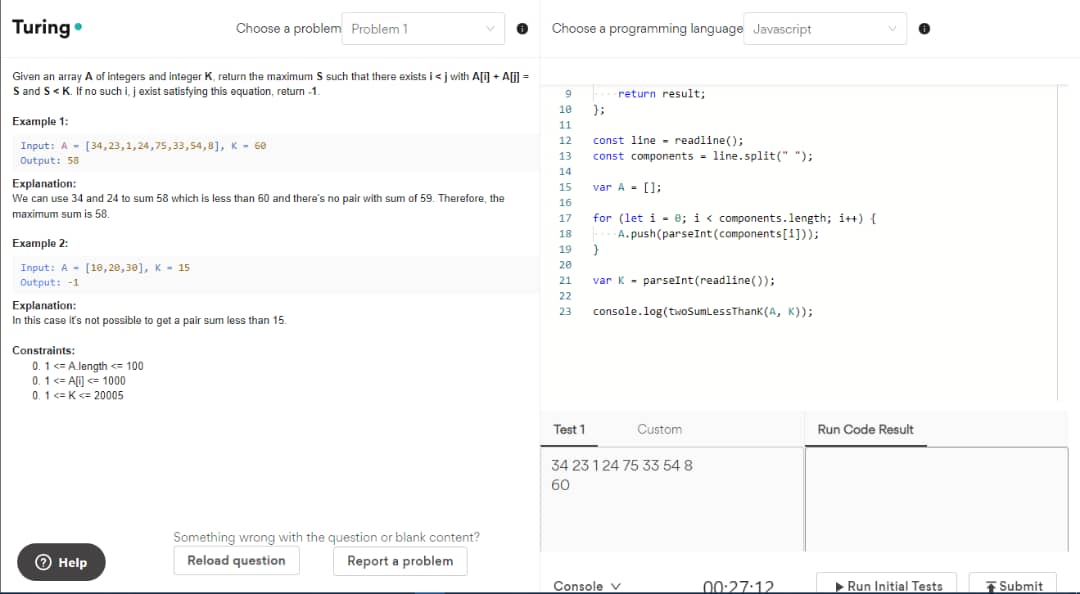 Turing
Choose a problem Problem 1
Choose a programming language Javascript
Given an array A of integers and integer K, return the maximum S such that there exists i < j with A[i] + A[j] =
S and S < K. If no such i, j exist satisfying this equation, return -1.
Example 1:
Input: A = [34,23,1,24,75,33,54,8], K = 60
Output: 58
Explanation:
We can use 34 and 24 to sum 58 which is less than 60 and there's no pair with sum of 59. Therefore, the
maximum sum is 58.
Example 2:
Input: A = [10,20,30], K = 15
Output: -1
Explanation:
In this case it's not possible to get a pair sum less than 15.
Constraints:
0. 1 <= A.length <= 100
0. 1 <= A[i] <= 1000
0. 1 <= K <= 20005
Something wrong with the question or blank content?
Help
Reload question
Report a problem
9 ····return result;
10 };
11
12 const line = readline();
13 const components = line.split(" ");
14
15 var A = [];
16
17 for (let i = 0; i < components.length; i++) {
18 ····A.push(parseInt(components[i]));
19 }
20
21 var K = parseInt(readline());
22
23 console.log(twoSumLessThanK(A, K));
Test 1
Custom
Run Code Result
34 23 1 24 75 33 54 8
60
Console
00:27:12
Run Initial Tests
Submit